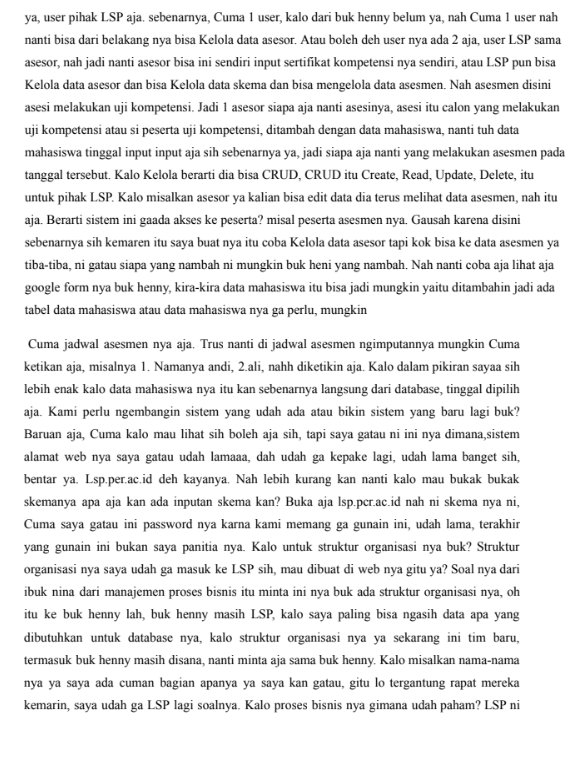 ya, user pihak LSP aja. sebenarnya, Cuma 1 user, kalo dari buk henny belum ya, nah Cuma 1 user nah
nanti bisa dari belakang nya bisa Kelola data asesor. Atau boleh deh user nya ada 2 aja, user LSP sama
asesor, nah jadi nanti asesor bisa ini sendiri input sertifikat kompetensi nya sendiri, atau LSP pun bisa
Kelola data asesor dan bisa Kelola data skema dan bisa mengelola data asesmen. Nah asesmen disini
asesi melakukan uji kompetensi. Jadi 1 asesor siapa aja nanti asesinya, asesi itu calon yang melakukan
uji kompetensi atau si peserta uji kompetensi, ditambah dengan data mahasiswa, nanti tuh data
mahasiswa tinggal input input aja sih sebenarnya ya, jadi siapa aja nanti yang melakukan asesmen pada
tanggal tersebut. Kalo Kelola berarti dia bisa CRUD, CRUD itu Create, Read, Update, Delete, itu
untuk pihak LSP. Kalo misalkan asesor ya kalian bisa edit data dia terus melihat data asesmen, nah itu
aja. Berarti sistem ini gaada akses ke peserta? misal peserta asesmen nya. Gausah karena disini
sebenarnya sih kemaren itu saya buat nya itu coba Kelola data asesor tapi kok bisa ke data asesmen ya
tiba-tiba, ni gatau siapa yang nambah ni mungkin buk heni yang nambah. Nah nanti coba aja lihat aja
google form nya buk henny, kira-kira data mahasiswa itu bisa jadi mungkin yaitu ditambahin jadi ada
tabel data mahasiswa atau data mahasiswa nya ga perlu, mungkin
Cuma jadwal asesmen nya aja. Trus nanti di jadwal asesmen ngimputannya mungkin Cuma
ketikan aja, misalnya 1. Namanya andi, 2.ali, nahh diketikin aja. Kalo dalam pikiran sayaa sih
lebih enak kalo data mahasiswa nya itu kan sebenarnya langsung dari database, tinggal dipilih
aja. Kami perlu ngembangin sistem yang udah ada atau bikin sistem yang baru lagi buk?
Baruan aja, Cuma kalo mau lihat sih boleh aja sih, tapi saya gatau ni ini nya dimana,sistem
alamat web nya saya gatau udah lamaaa, dah udah ga kepake lagi, udah lama banget sih,
bentar ya. Lsp.per.ac.id deh kayanya. Nah lebih kurang kan nanti kalo mau bukak bukak
skemanya apa aja kan ada inputan skema kan? Buka aja lsp.pcr.ac.id nah ni skema nya ni,
Cuma saya gatau ini password nya karna kami memang ga gunain ini, udah lama, terakhir
yang gunain ini bukan saya panitia nya. Kalo untuk struktur organisasi nya buk? Struktur
organisasi nya saya udah ga masuk ke LSP sih, mau dibuat di web nya gitu ya? Soal nya dari
ibuk nina dari manajemen proses bisnis itu minta ini nya buk ada struktur organisasi nya, oh
itu ke buk henny lah, buk henny masih LSP, kalo saya paling bisa ngasih data apa yang
dibutuhkan untuk database nya, kalo struktur organisasi nya ya sekarang ini tim baru,
termasuk buk henny masih disana, nanti minta aja sama buk henny. Kalo misalkan nama-nama
nya ya saya ada cuman bagian apanya ya saya kan gatau, gitu lo tergantung rapat mereka
kemarin, saya udah ga LSP lagi soalnya. Kalo proses bisnis nya gimana udah paham? LSP ni